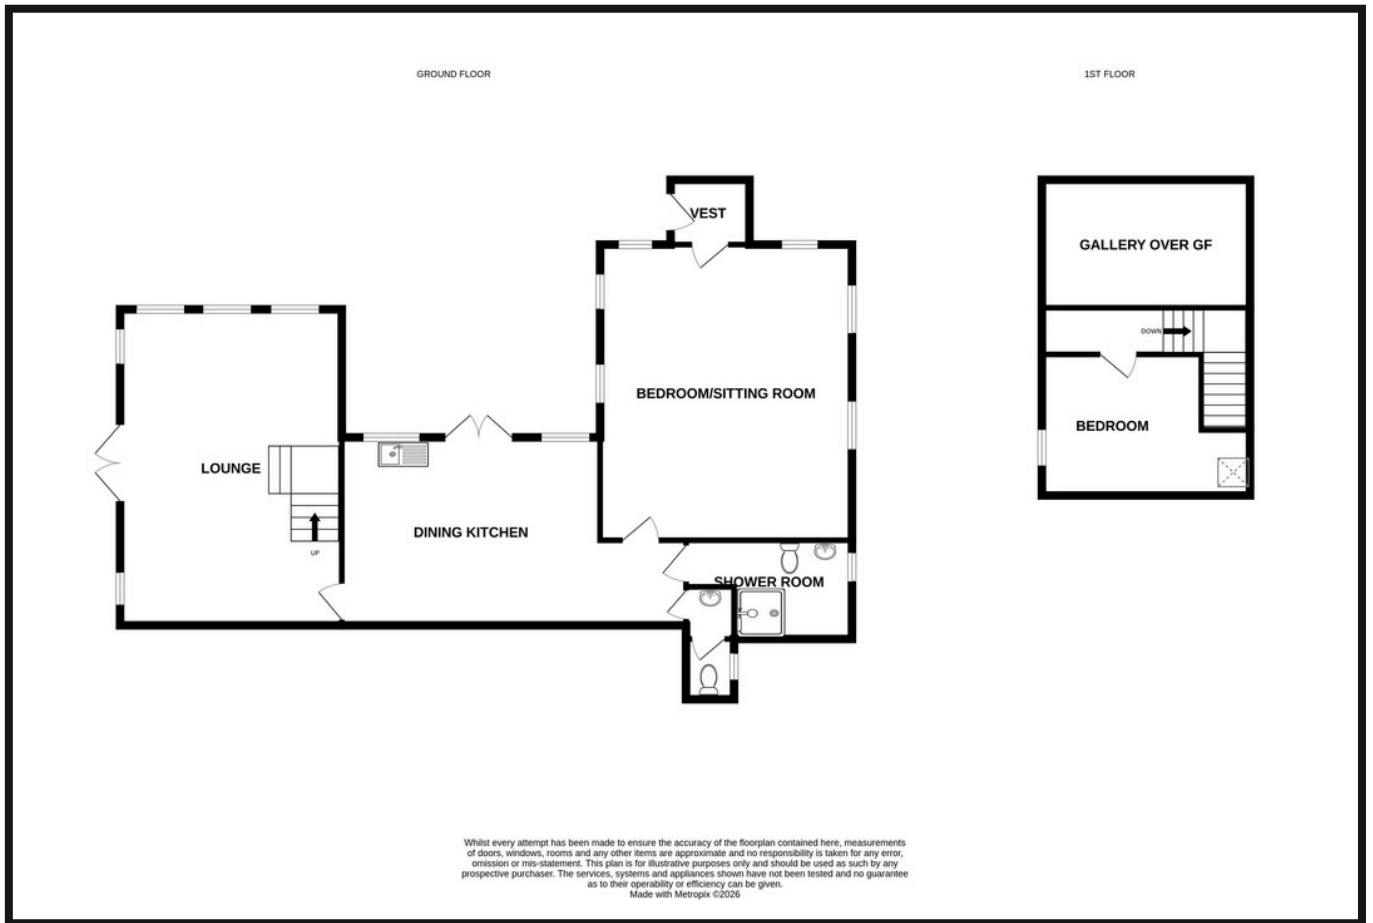 GROUND FLOOR
1ST FLOOR
VEST
GALLERY OVER GF
DOWN
BEDROOM/SITTING ROOM
BEDROOM
LOUNGE
DINING KITCHEN
UP
SHOWER ROOM
Whilst every attempt has been made to ensure the accuracy of the floorplan contained here, measurements
of doors, windows, rooms and any other items are approximate and no responsibility is taken for any error,
omission or mis-statement. This plan is for illustrative purposes only and should be used as such by any
prospective purchaser. The services, systems and appliances shown have not been tested and no guarantee
as to their operability or efficiency can be given.
Made with Metropix ©2026